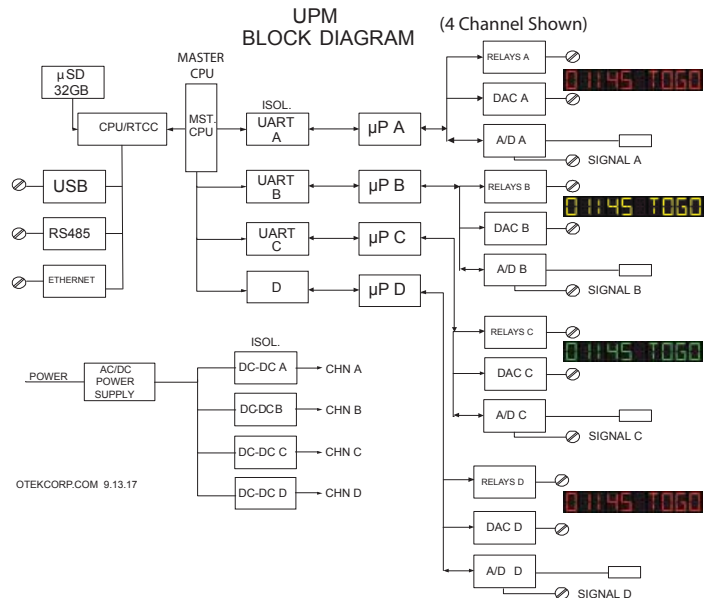 UPM
BLOCK DIAGRAM
(4 Channel Shown)
µSD
32GB
CPU/RTCC
USB
RS485
ETHERNET
MASTER
CPU
MST.
CPU
ISOL.
UART
A
UART
B
UART
C
D
µP A
µP B
µP C
µP D
RELAYS A
DAC A
A/D A
SIGNAL A
01:45 TOGO
RELAYS B
DAC B
A/D B
SIGNAL B
01:45 TOGO
RELAYS C
DAC C
A/D C
SIGNAL C
01:45 TOGO
RELAYS D
DAC D
A/D D
SIGNAL D
01:45 TOGO
POWER
AC/DC
POWER
SUPPLY
ISOL.
DC-DC A
CHN A
DC-DCB
CHN B
DC-DC C
CHN C
DC-DC D
CHN D
OTEKCORP.COM 9.13.17